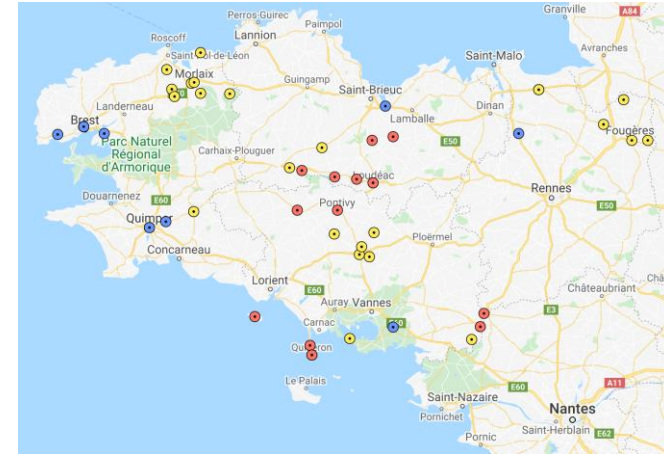 Perros-Guirec
Paimpol
Granville
A84
Roscoff
Lannion
Avranches
Saint-Pol-de-Léon
Saint-Malo
Morlaix
Guingamp
Saint-Brieuc
Landerneau
Dinan
Lamballe
Brest
Fougères
E50
Parc Naturel
Régional
d'Armorique
Carhaix-Plouguer
Loudéac
Rennes
Douarnenez
E60
Pontivy
E50
Quimper
Ploërmel
Concarneau
Lorient
Châteaubriant
E60
Auray
Vannes
E3
Carnac
E60
Quiberon
Le Palais
A11
E60
Saint-Nazaire
Nantes
Pornichet
Saint-Herblain
E62
Pornic